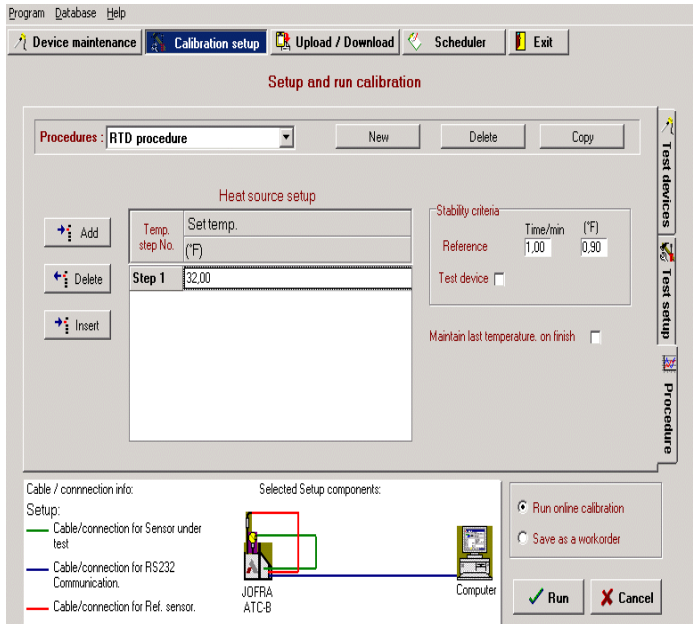 Program Database Help
Device maintenance Calibration setup Upload / Download Scheduler Exit
Setup and run calibration
Procedures : RTD procedure New Delete Copy
Heat source setup
Add
Delete
Insert
Temp. step No.
Set temp.
(°F)
Step 1 32,00
Stability criteria
Time/min (°F)
Reference 1,00 0,90
Test device
Maintain last temperature. on finish
Test devices
Test setup
Procedure
Cable / connnection info:
Setup:
Cable/connection for Sensor under
test
Cable/connection for RS232
Communication.
Cable/connection for Ref. sensor.
Selected Setup components:
JOFRA
ATC-B
Computer
Run online calibration
Save as a workorder
Run Cancel